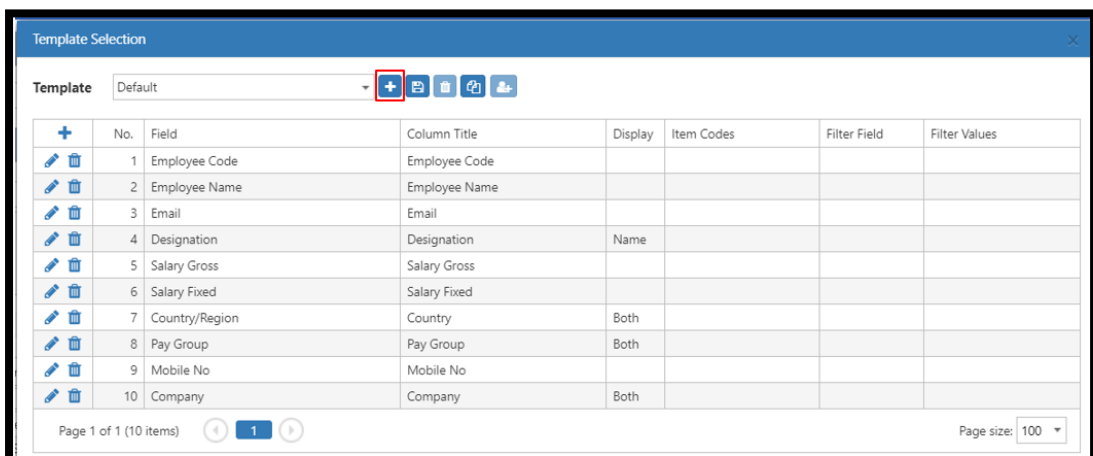 Template Selection
Template Default
No. Field Column Title Display Item Codes Filter Field Filter Values
1 Employee Code Employee Code
2 Employee Name Employee Name
3 Email Email
4 Designation Designation Name
5 Salary Gross Salary Gross
6 Salary Fixed Salary Fixed
7 Country/Region Country Both
8 Pay Group Pay Group Both
9 Mobile No Mobile No
10 Company Company Both
Page 1 of 1 (10 items) 1 Page size: 100